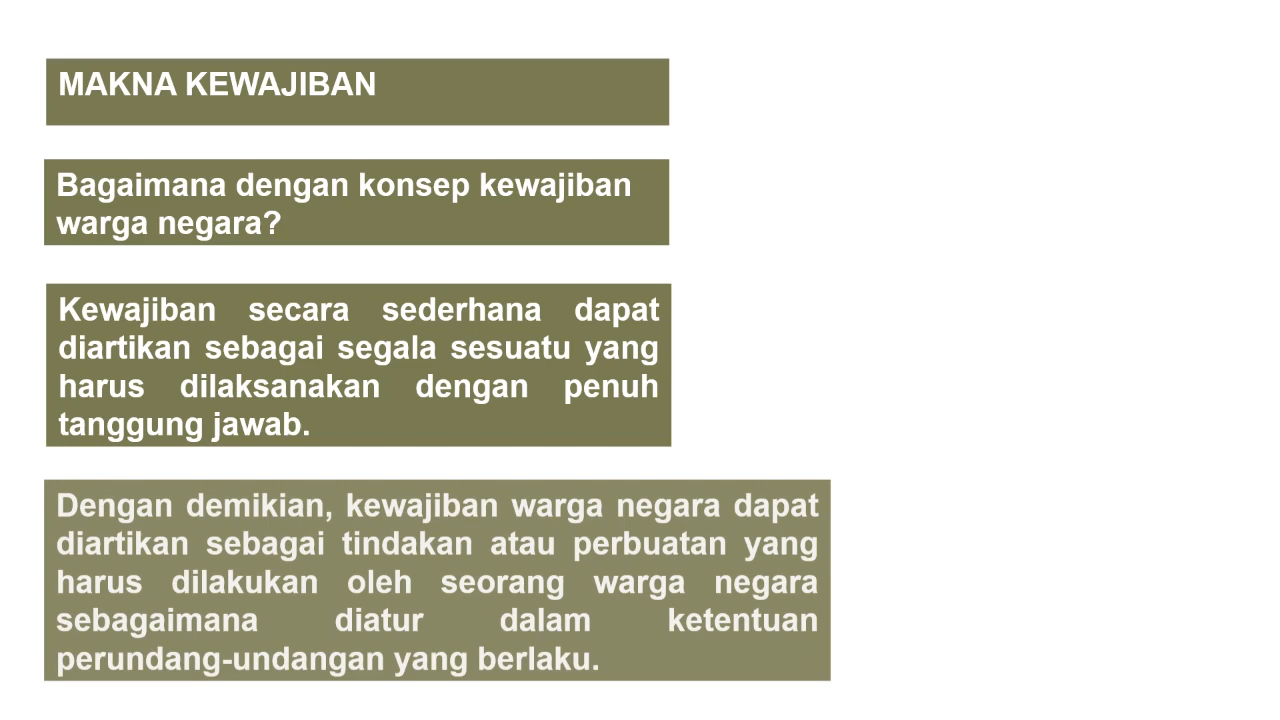 MAKNA KEWAJIBAN
Bagaimana dengan konsep kewajiban
warga negara?
Kewajiban secara sederhana dapat
diartikan sebagai segala sesuatu yang
harus dilaksanakan dengan penuh
tanggung jawab.
Dengan demikian, kewajiban warga negara dapat
diartikan sebagai tindakan atau perbuatan yang
harus dilakukan oleh seorang warga negara
sebagaimana diatur dalam ketentuan
perundang-undangan yang berlaku.